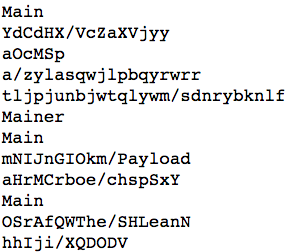 Main
YdCdHX/VcZaXVjyy
aOcMSp
a/zylasqwjlpbqyrwrr
tljpjunbjwtqlywm/sdnrybknlf
Mainer
Main
mNIJnGIOkm/Payload
aHrMCrboe/chspSxY
Main
OSrAfQWThe/SHLeanN
hhIji/XQDODV